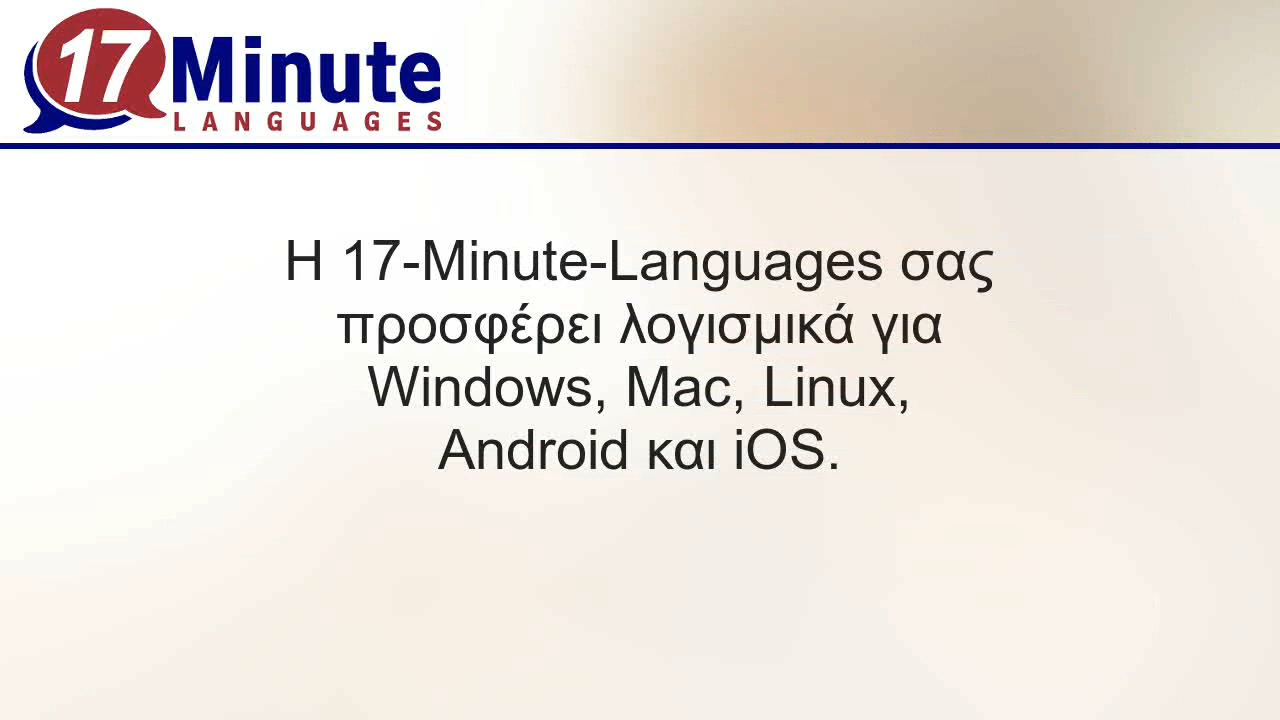 17 Minute
LANGUAGES
Η 17-Minute-Languages σας
προσφέρει λογισμικά για
Windows, Mac, Linux,
Android και iOS.